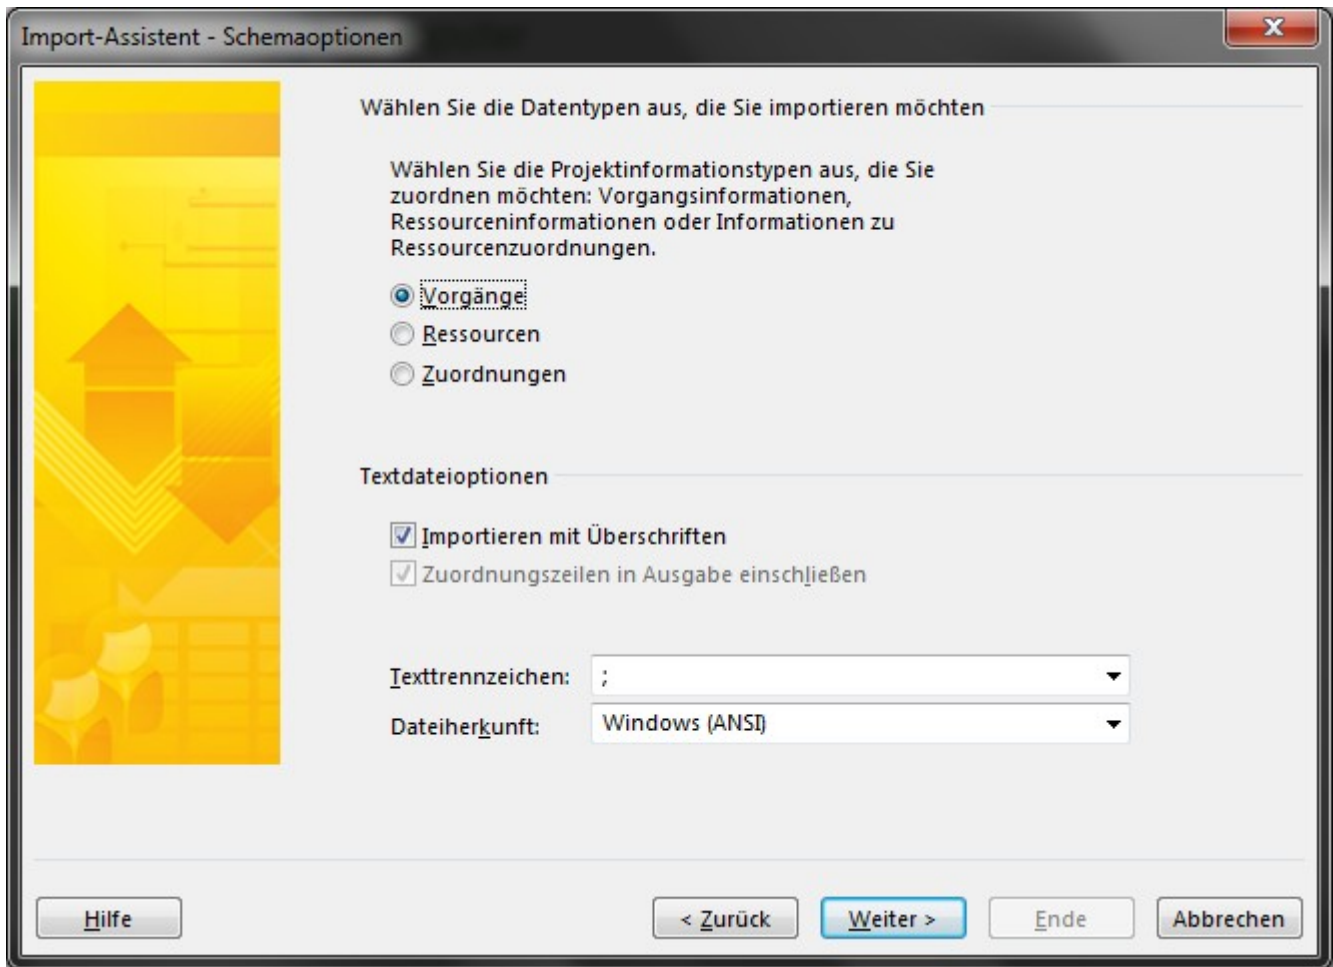 Import-Assistent - Schemaoptionen
Wählen Sie die Datentypen aus, die Sie importieren möchten
Wählen Sie die Projektinformationstypen aus, die Sie
zuordnen möchten: Vorgangsinformationen,
Ressourceninformationen oder Informationen zu
Ressourcenzuordnungen.
Vorgänge
Ressourcen
Zuordnungen
Textdateioptionen
Importieren mit Überschriften
Zuordnungszeilen in Ausgabe einschließen
Texttrennzeichen: ;
Dateiherkunft: Windows (ANSI)
Hilfe < Zurück Weiter > Ende Abbrechen